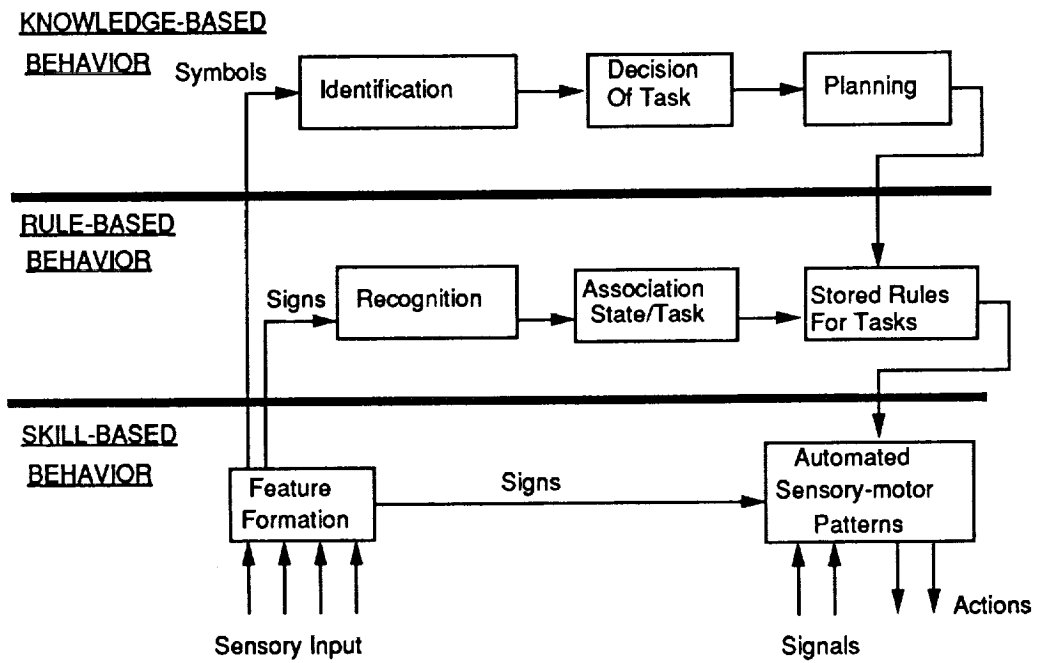 KNOWLEDGE-BASED
BEHAVIOR
Symbols
Identification
Decision
Of Task
Planning
RULE-BASED
BEHAVIOR
Signs
Recognition
Association
State/Task
Stored Rules
For Tasks
SKILL-BASED
BEHAVIOR
Feature
Formation
Signs
Automated
Sensory-motor
Patterns
Sensory Input
Signals
Actions